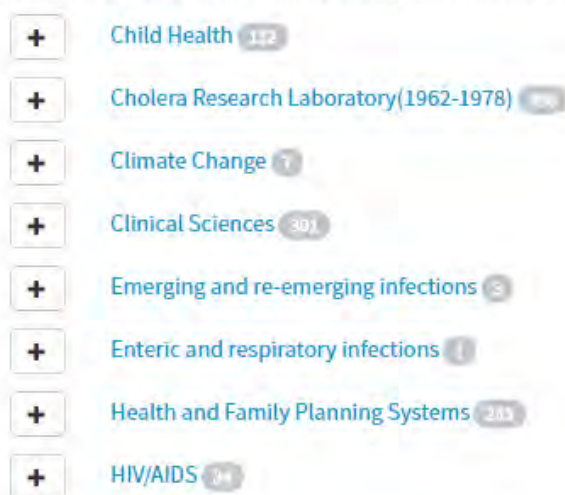 + Child Health
+ Cholera Research Laboratory(1962-1978)
+ Climate Change
+ Clinical Sciences 301
+ Emerging and re-emerging infections
+ Enteric and respiratory infections
+ Health and Family Planning Systems
+ HIV/AIDS